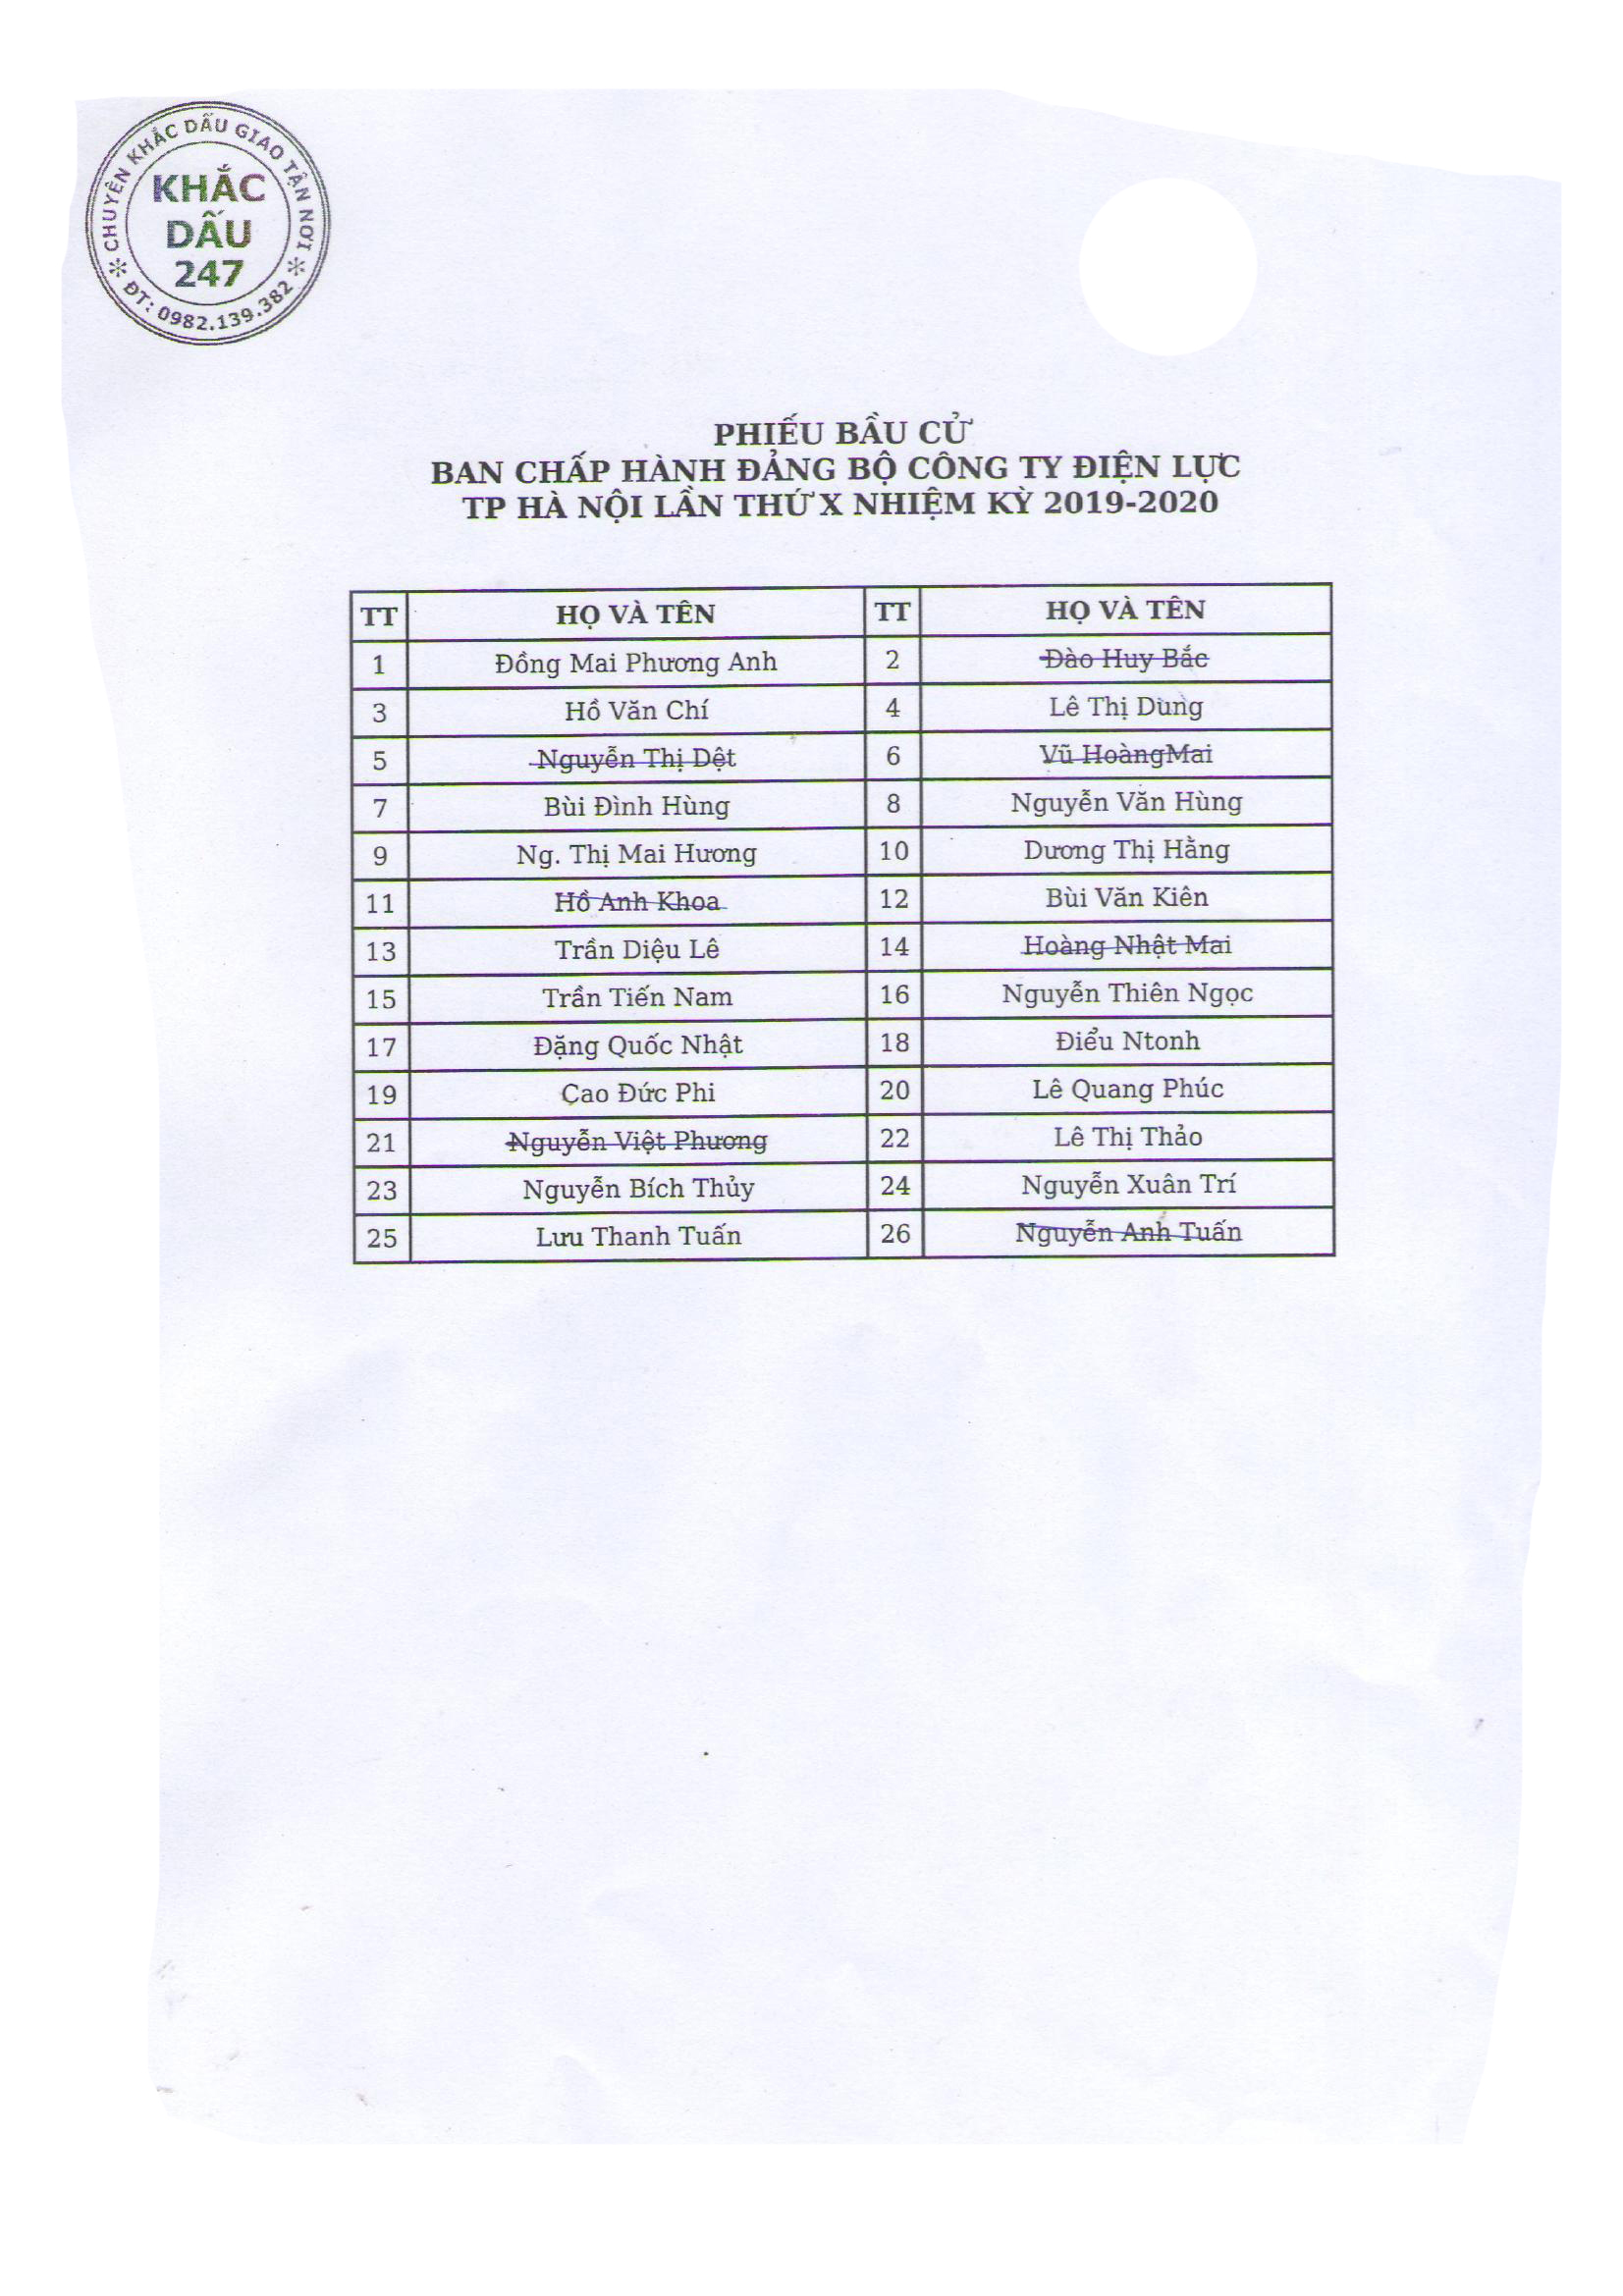 CHUYÊN KHẮC DẤU GIAO TẬN NƠI
KHẮC
DẤU
247
ĐT: 0982.139.382
PHIẾU BẦU CỬ
BAN CHẤP HÀNH ĐẢNG BỘ CÔNG TY ĐIỆN LỰC
TP HÀ NỘI LẦN THỨ X NHIỆM KỲ 2019-2020
TT HỌ VÀ TÊN TT HỌ VÀ TÊN
1 Đồng Mai Phương Anh 2 Đào Huy Bắc
3 Hồ Văn Chí 4 Lê Thị Dùng
5 Nguyễn Thị Dệt 6 Vũ HoàngMai
7 Bùi Đình Hùng 8 Nguyễn Văn Hùng
9 Ng. Thị Mai Hương 10 Dương Thị Hằng
11 Hồ Anh Khoa 12 Bùi Văn Kiên
13 Trần Diệu Lê 14 Hoàng Nhật Mai
15 Trần Tiến Nam 16 Nguyễn Thiên Ngọc
17 Đặng Quốc Nhật 18 Điểu Ntonh
19 Cao Đức Phi 20 Lê Quang Phúc
21 Nguyễn Việt Phương 22 Lê Thị Thảo
23 Nguyễn Bích Thủy 24 Nguyễn Xuân Trí
25 Lưu Thanh Tuấn 26 Nguyễn Anh Tuấn